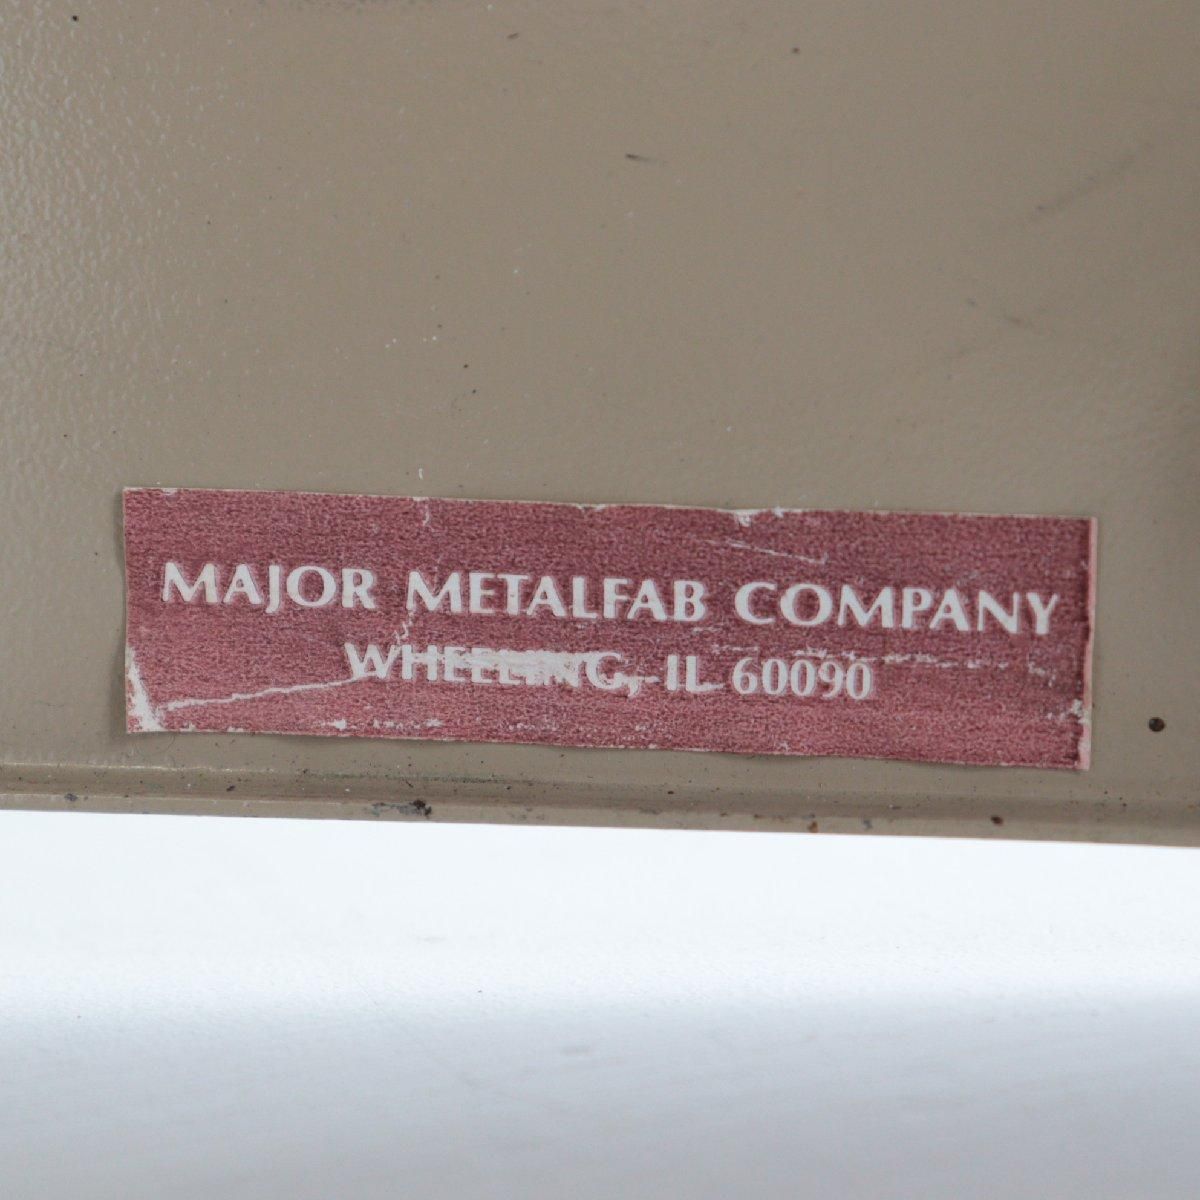 MAJOR METALFAB COMPANY
WHEELING, IL 60090